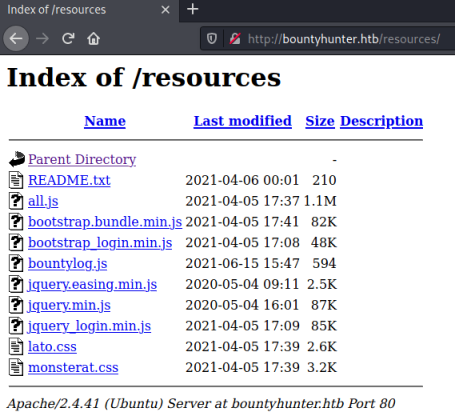 Index of /resources
http://bountyhunter.htb/resources/
Index of /resources
Name Last modified Size Description
Parent Directory -
README.txt 2021-04-06 00:01 210
all.js 2021-04-05 17:37 1.1M
bootstrap.bundle.min.js 2021-04-05 17:41 82K
bootstrap_login.min.js 2021-04-05 17:08 48K
bountylog.js 2021-06-15 15:47 594
jquery.easing.min.js 2020-05-04 09:11 2.5K
jquery.min.js 2020-05-04 16:01 87K
jquery_login.min.js 2021-04-05 17:09 85K
lato.css 2021-04-05 17:39 2.6K
monsterat.css 2021-04-05 17:39 3.2K
Apache/2.4.41 (Ubuntu) Server at bountyhunter.htb Port 80